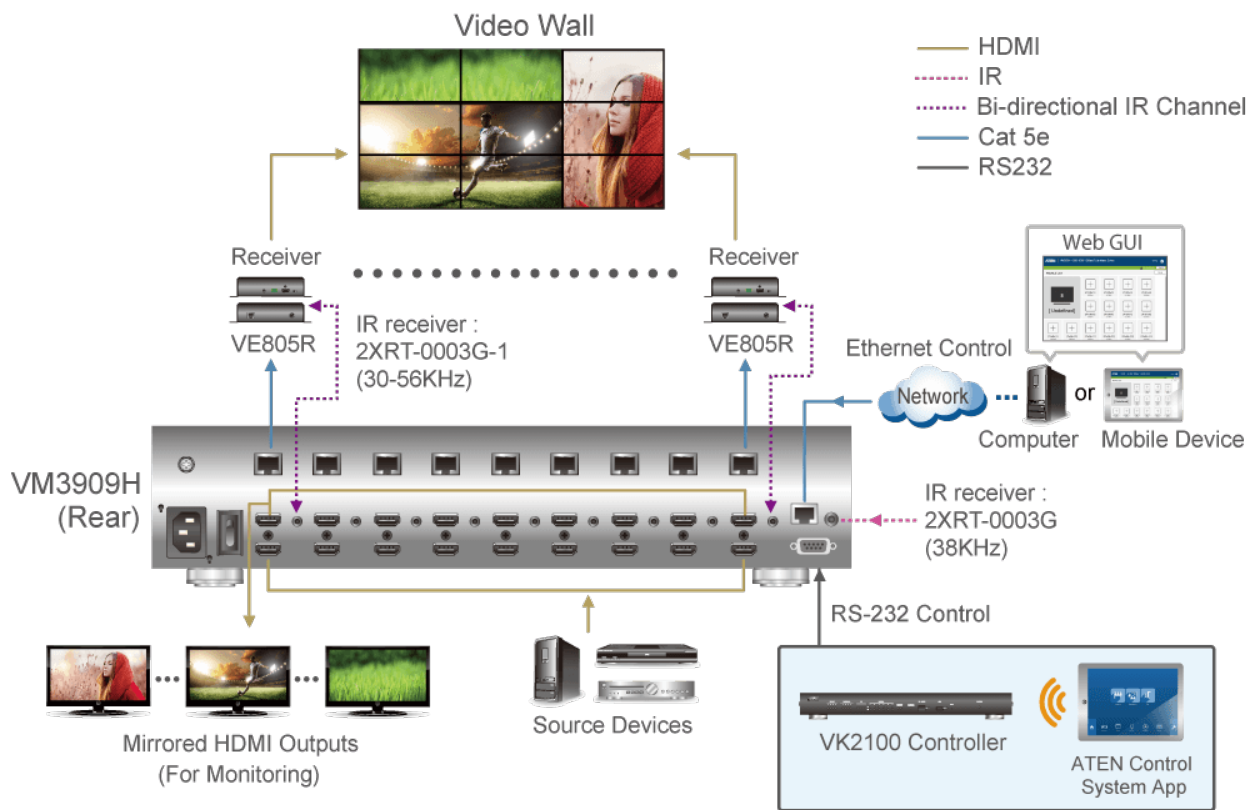 Video Wall
HDMI
IR
Bi-directional IR Channel
Cat 5e
RS232
Receiver
VE805R
IR receiver :
2XRT-0003G-1
(30-56KHz)
Receiver
VE805R
Web GUI
Ethernet Control
Network
or
Computer
Mobile Device
VM3909H
(Rear)
IR receiver :
2XRT-0003G
(38KHz)
RS-232 Control
Mirrored HDMI Outputs
(For Monitoring)
Source Devices
VK2100 Controller
ATEN Control
System App